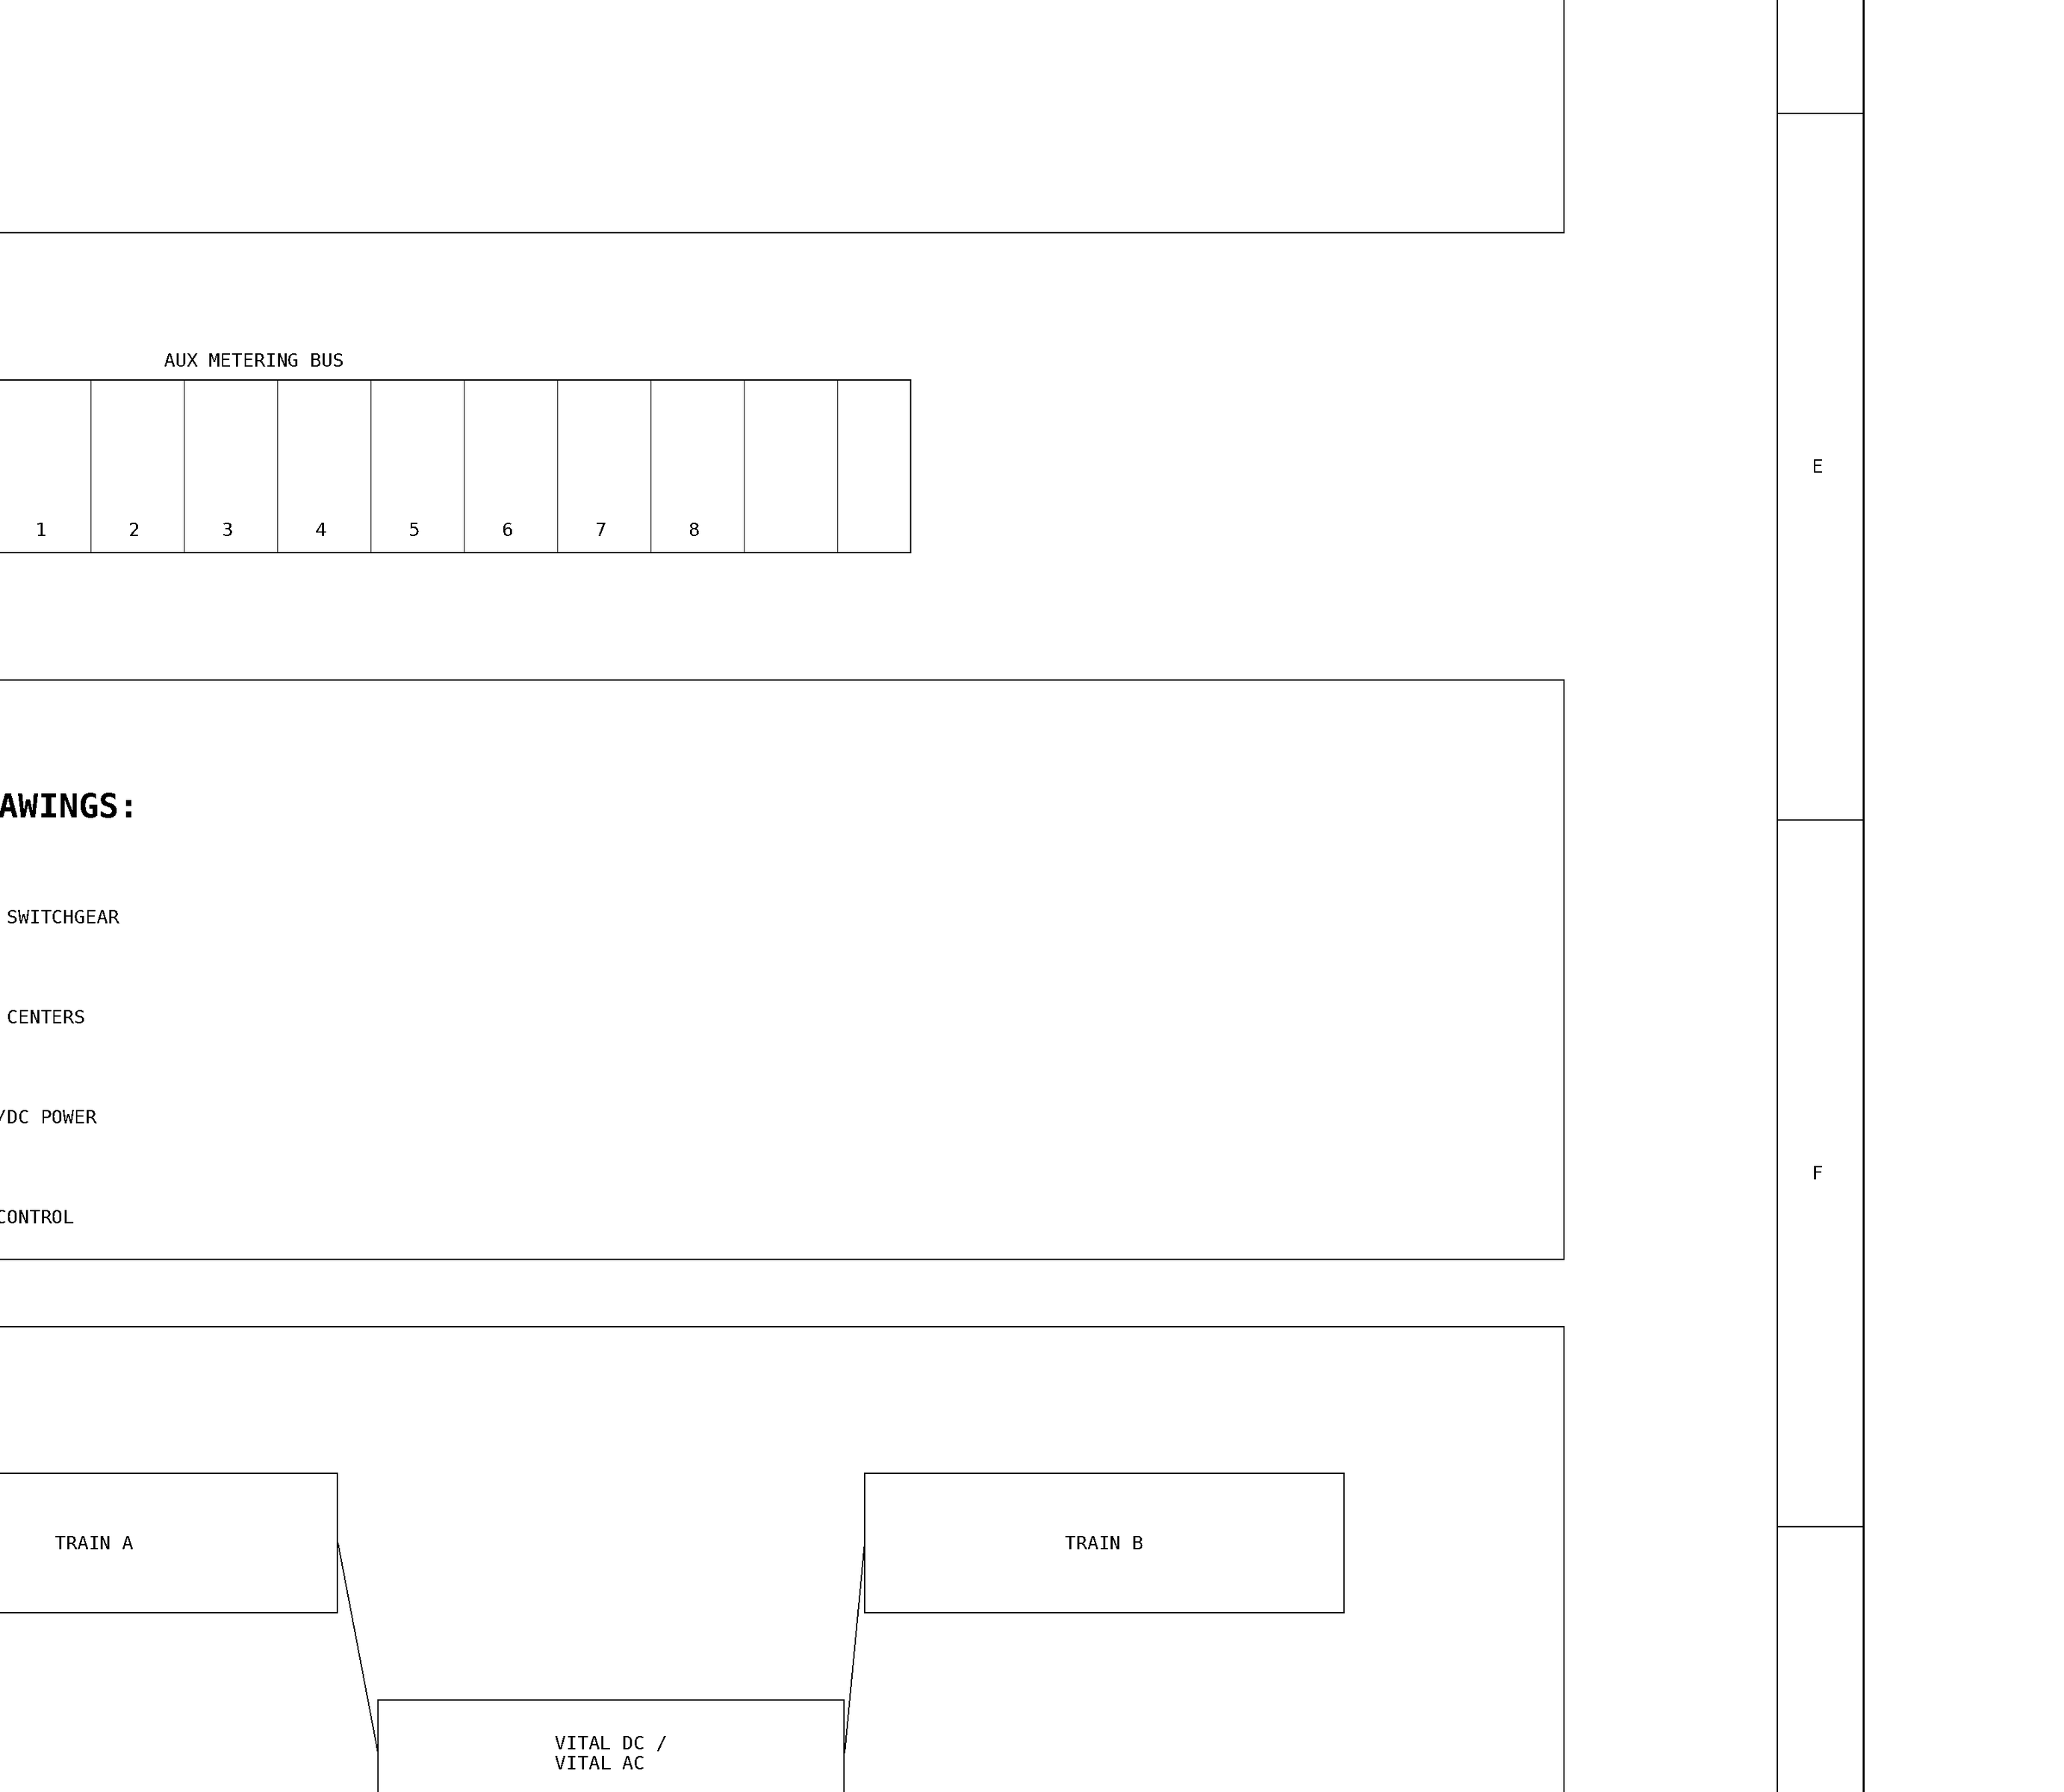 AUX METERING BUS
E
1 2 3 4 5 6 7 8
AWINGS:
SWITCHGEAR
CENTERS
/DC POWER
F
CONTROL
TRAIN A
TRAIN B
VITAL DC /
VITAL AC